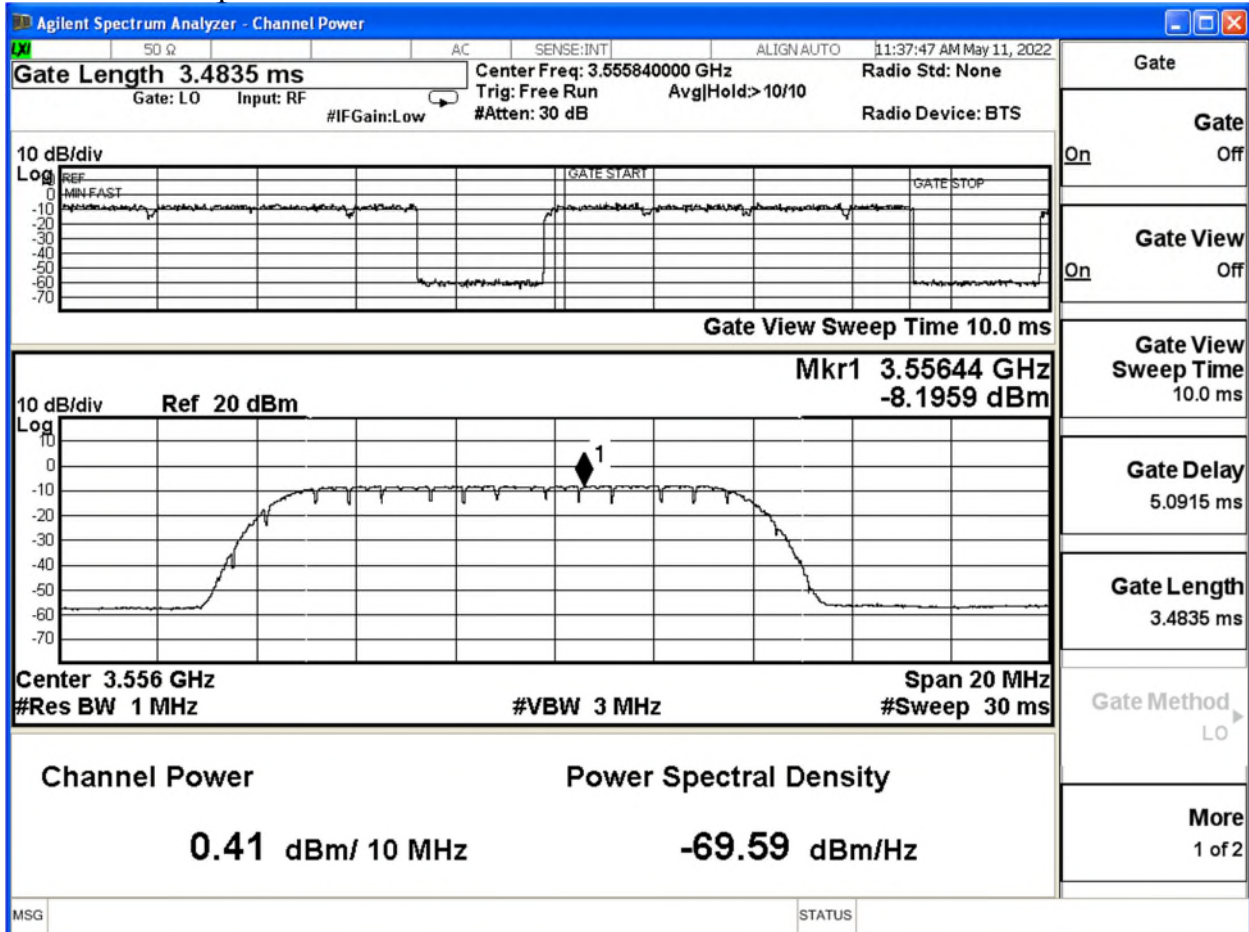 Agilent Spectrum Analyzer - Channel Power
LXI 50 Ω AC SENSE:INT ALIGN AUTO 11:37:47 AM May 11, 2022
Gate Length 3.4835 ms
Gate: LO Input: RF
#IFGain:Low
Center Freq: 3.555840000 GHz
Trig: Free Run Avg|Hold:>10/10
#Atten: 30 dB
Radio Std: None
Radio Device: BTS
10 dB/div
Log
REF
MIN FAST
GATE START
GATE STOP
0
-10
-20
-30
-40
-50
-60
-70
Gate View Sweep Time 10.0 ms
Mkr1 3.55644 GHz
-8.1959 dBm
10 dB/div Ref 20 dBm
Log
10
0
-10
-20
-30
-40
-50
-60
-70
1
Center 3.556 GHz Span 20 MHz
#Res BW 1 MHz #VBW 3 MHz #Sweep 30 ms
Channel Power Power Spectral Density
0.41 dBm/ 10 MHz -69.59 dBm/Hz
MSG STATUS
Gate
Gate
On Off
Gate View
On Off
Gate View
Sweep Time
10.0 ms
Gate Delay
5.0915 ms
Gate Length
3.4835 ms
Gate Method
LO
More
1 of 2